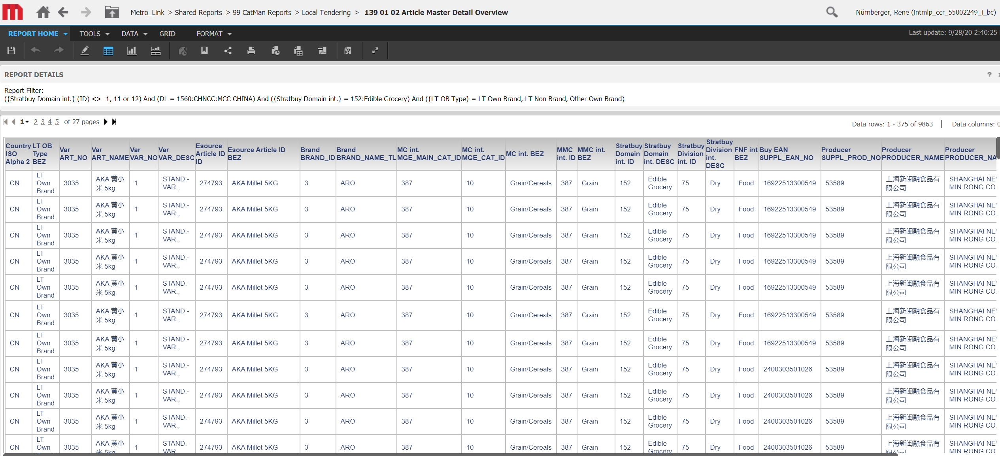 Metro_Link > Shared Reports > 99 CatMan Reports > Local Tendering > 139 01 02 Article Master Detail Overview
Nürnberger, Rene (intmlp_ccr_55002249_i_bc)
REPORT HOME TOOLS DATA GRID FORMAT
Last update: 9/28/20 2:40:25
REPORT DETAILS
Report Filter:
({Stratbuy Domain int.} (ID) <> -1, 11 or 12) And (DL = 1560:CHNCC:MCC CHINA) And ({Stratbuy Domain int.} = 152:Edible Grocery) And ({LT OB Type} = LT Own Brand, LT Non Brand, Other Own Brand)
1 2 3 4 5 of 27 pages
Data rows: 1 - 375 of 9863 Data columns: 0
Country ISO Alpha 2 | LT OB Type BEZ | Var ART_NO | Var ART_NAME | Var VAR_NO | Var VAR_DESC | Esource Article ID ID | Esource Article ID BEZ | Brand BRAND_ID | Brand BRAND_NAME_TL | MC int. MGE_MAIN_CAT_ID | MC int. MGE_CAT_ID | MC int. BEZ | MMC int. ID | MMC int. BEZ | Stratbuy Domain int. ID | Stratbuy Domain int. DESC | Stratbuy Division int. ID | Stratbuy Division int. DESC | FNF int BEZ | Buy EAN SUPPL_EAN_NO | Producer SUPPL_PROD_NO | Producer PRODUCER_NAME | Producer PRODUCER_NA
CN | LT Own Brand | 3035 | AKA 黄小米 5kg | 1 | STAND.-VAR., | 274793 | AKA Millet 5KG | 3 | ARO | 387 | 10 | Grain/Cereals | 387 | Grain | 152 | Edible Grocery | 75 | Dry | Food | 16922513300549 | 53589 | 上海新闽融食品有限公司 | SHANGHAI NE MIN RONG CO.
CN | LT Own Brand | 3035 | AKA 黄小米 5kg | 1 | STAND.-VAR., | 274793 | AKA Millet 5KG | 3 | ARO | 387 | 10 | Grain/Cereals | 387 | Grain | 152 | Edible Grocery | 75 | Dry | Food | 16922513300549 | 53589 | 上海新闽融食品有限公司 | SHANGHAI NE MIN RONG CO.
CN | LT Own Brand | 3035 | AKA 黄小米 5kg | 1 | STAND.-VAR., | 274793 | AKA Millet 5KG | 3 | ARO | 387 | 10 | Grain/Cereals | 387 | Grain | 152 | Edible Grocery | 75 | Dry | Food | 16922513300549 | 53589 | 上海新闽融食品有限公司 | SHANGHAI NE MIN RONG CO.
CN | LT Own Brand | 3035 | AKA 黄小米 5kg | 1 | STAND.-VAR., | 274793 | AKA Millet 5KG | 3 | ARO | 387 | 10 | Grain/Cereals | 387 | Grain | 152 | Edible Grocery | 75 | Dry | Food | 16922513300549 | 53589 | 上海新闽融食品有限公司 | SHANGHAI NE MIN RONG CO.
CN | LT Own Brand | 3035 | AKA 黄小米 5kg | 1 | STAND.-VAR., | 274793 | AKA Millet 5KG | 3 | ARO | 387 | 10 | Grain/Cereals | 387 | Grain | 152 | Edible Grocery | 75 | Dry | Food | 16922513300549 | 53589 | 上海新闽融食品有限公司 | SHANGHAI NE MIN RONG CO.
CN | LT Own Brand | 3035 | AKA 黄小米 5kg | 1 | STAND.-VAR., | 274793 | AKA Millet 5KG | 3 | ARO | 387 | 10 | Grain/Cereals | 387 | Grain | 152 | Edible Grocery | 75 | Dry | Food | 16922513300549 | 53589 | 上海新闽融食品有限公司 | SHANGHAI NE MIN RONG CO.
CN | LT Own Brand | 3035 | AKA 黄小米 5kg | 1 | STAND.-VAR., | 274793 | AKA Millet 5KG | 3 | ARO | 387 | 10 | Grain/Cereals | 387 | Grain | 152 | Edible Grocery | 75 | Dry | Food | 16922513300549 | 53589 | 上海新闽融食品有限公司 | SHANGHAI NE MIN RONG CO.
CN | LT Own Brand | 3035 | AKA 黄小米 5kg | 1 | STAND.-VAR., | 274793 | AKA Millet 5KG | 3 | ARO | 387 | 10 | Grain/Cereals | 387 | Grain | 152 | Edible Grocery | 75 | Dry | Food | 2400303501026 | 53589 | 上海新闽融食品有限公司 | SHANGHAI NE MIN RONG CO.
CN | LT Own Brand | 3035 | AKA 黄小米 5kg | 1 | STAND.-VAR., | 274793 | AKA Millet 5KG | 3 | ARO | 387 | 10 | Grain/Cereals | 387 | Grain | 152 | Edible Grocery | 75 | Dry | Food | 2400303501026 | 53589 | 上海新闽融食品有限公司 | SHANGHAI NE MIN RONG CO.
CN | LT Own Brand | 3035 | AKA 黄小米 5kg | 1 | STAND.-VAR., | 274793 | AKA Millet 5KG | 3 | ARO | 387 | 10 | Grain/Cereals | 387 | Grain | 152 | Edible Grocery | 75 | Dry | Food | 2400303501026 | 53589 | 上海新闽融食品有限公司 | SHANGHAI NE MIN RONG CO.
CN | LT Own | 3035 | AKA 黄小米 5kg | 1 | STAND.-VAR | 274793 | AKA Millet 5KG | 3 | ARO | 387 | 10 | Grain/Cereals | 387 | Grain | 152 | Edible Grocery | 75 | Dry | Food | 2400303501026 | 53589 | 上海新闽融食品有限公司 | SHANGHAI NE MIN RONG CO.